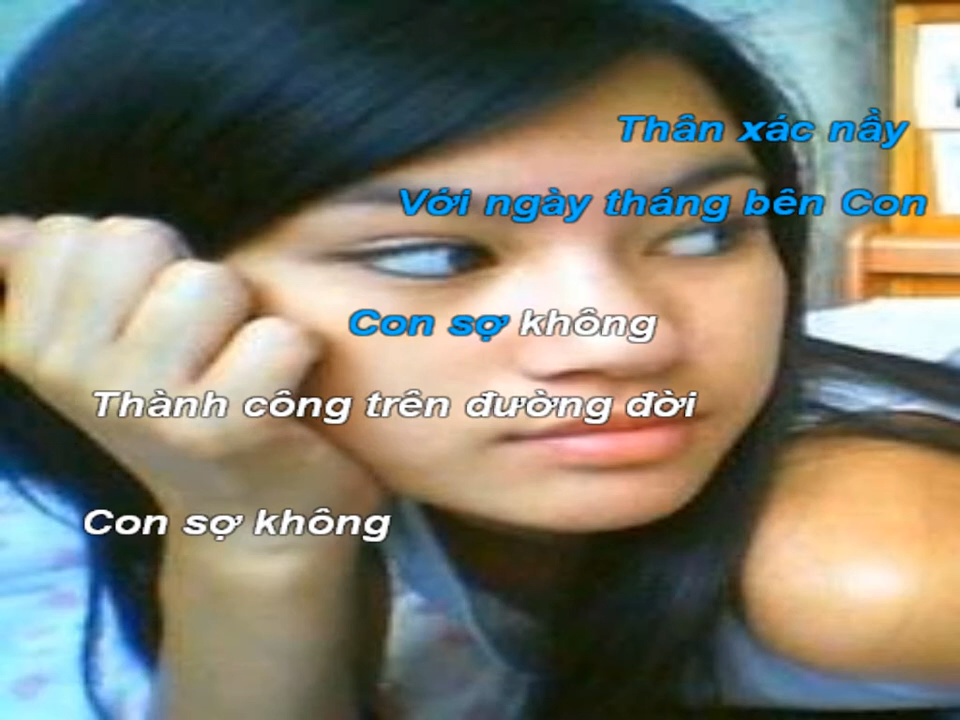 Thân xác nầy
Với ngày tháng bên Con
Con sợ không
Thành công trên đường đời
Con sợ không